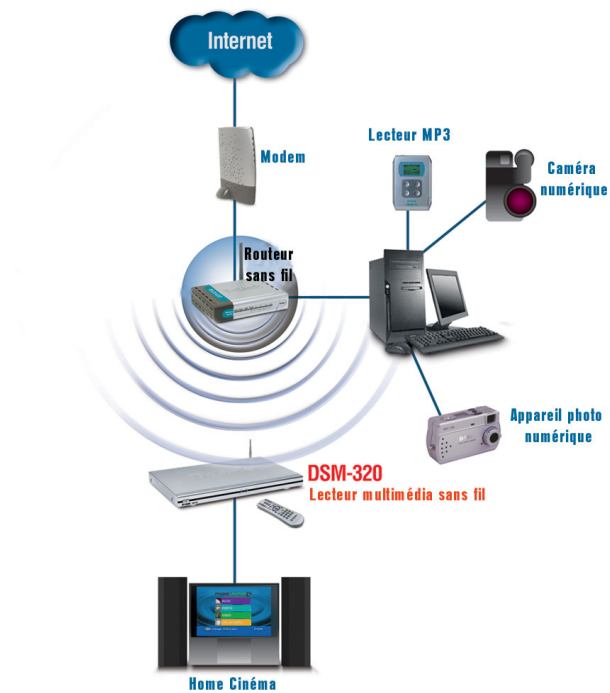 Internet
Modem
Lecteur MP3
Caméra
numérique
Routeur
sans fil
Appareil photo
numérique
DSM-320
Lecteur multimédia sans fil
Home Cinéma